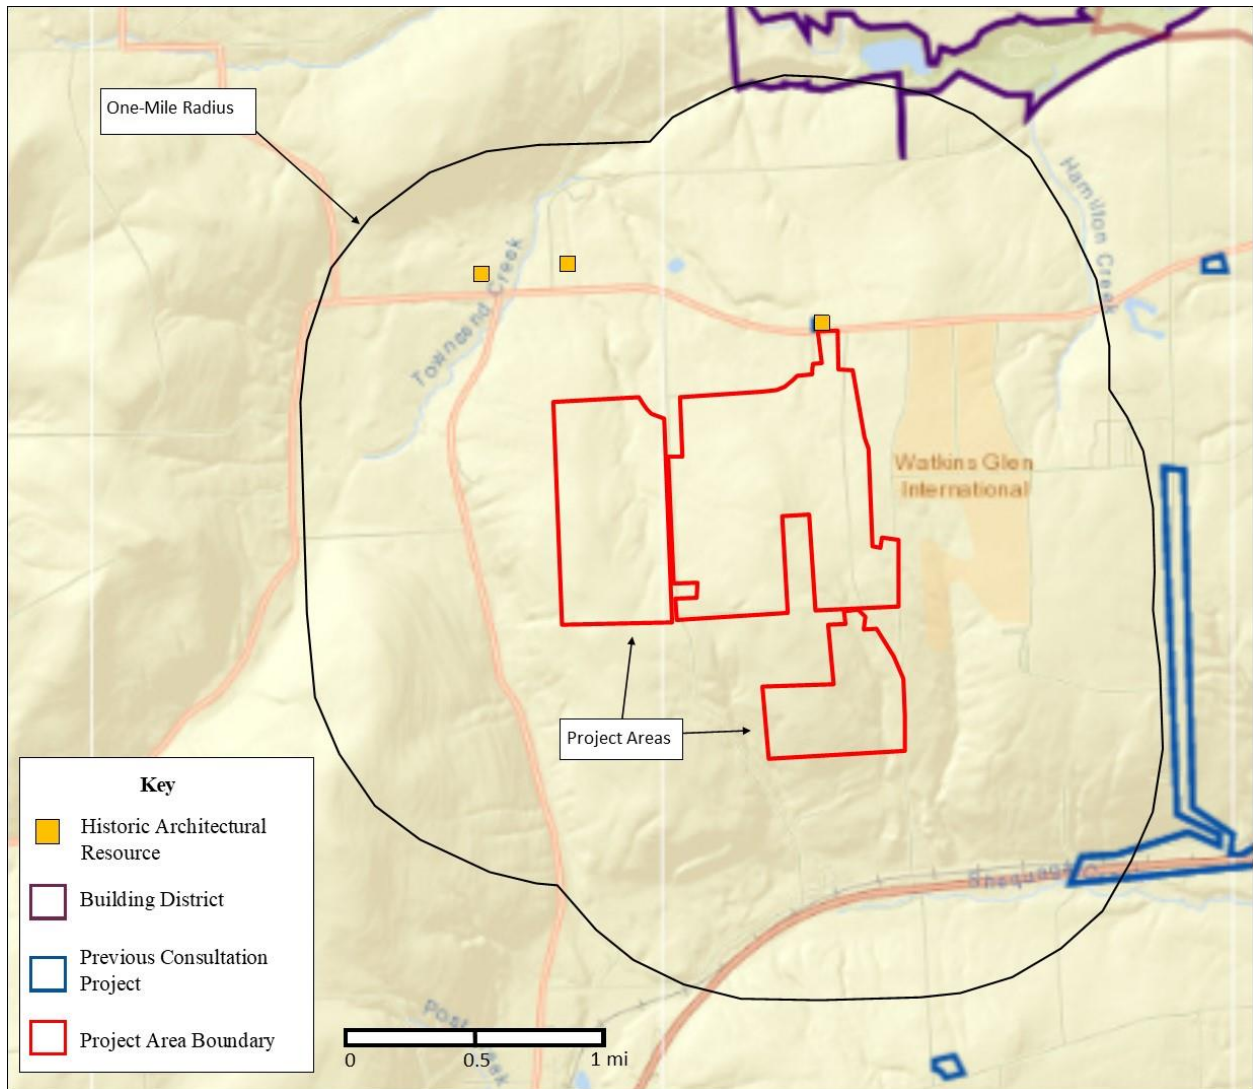 One-Mile Radius
Hamilton Creek
Townsend Creek
Watkins Glen
International
Project Areas
Key
Historic Architectural
Resource
Building District
Previous Consultation
Project
Project Area Boundary
0 0.5 1 mi